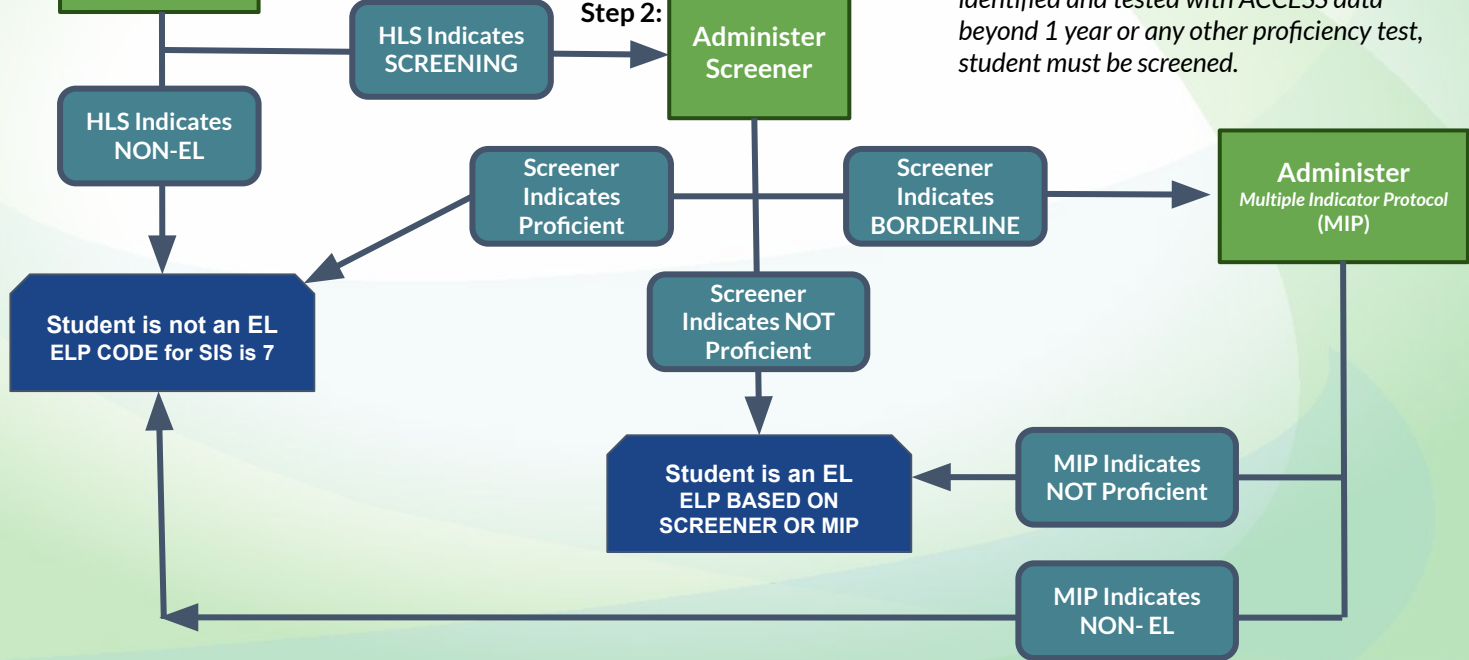 Step 2:
identified and tested with ACCESS data
beyond 1 year or any other proficiency test,
student must be screened.
HLS Indicates
SCREENING
Administer
Screener
HLS Indicates
NON-EL
Screener
Indicates
Proficient
Screener
Indicates
BORDERLINE
Administer
Multiple Indicator Protocol
(MIP)
Student is not an EL
ELP CODE for SIS is 7
Screener
Indicates NOT
Proficient
Student is an EL
ELP BASED ON
SCREENER OR MIP
MIP Indicates
NOT Proficient
MIP Indicates
NON- EL